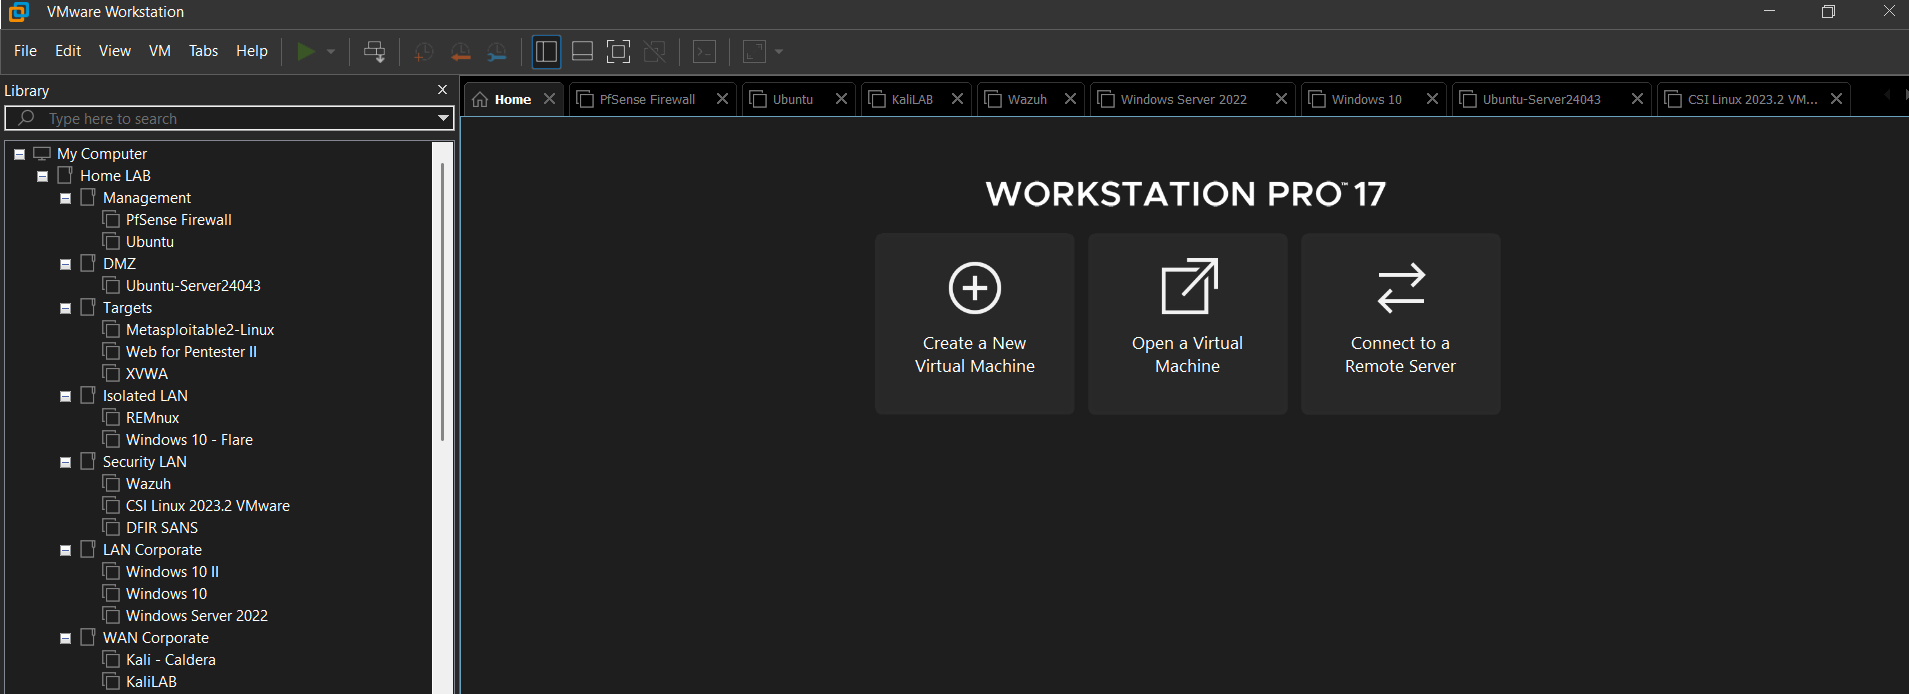 VMware Workstation
File Edit View VM Tabs Help
Library
Type here to search
My Computer
Home LAB
Management
PfSense Firewall
Ubuntu
DMZ
Ubuntu-Server24043
Targets
Metasploitable2-Linux
Web for Pentester II
XVWA
Isolated LAN
REMnux
Windows 10 - Flare
Security LAN
Wazuh
CSI Linux 2023.2 VMware
DFIR SANS
LAN Corporate
Windows 10 II
Windows 10
Windows Server 2022
WAN Corporate
Kali - Caldera
KaliLAB
Home PfSense Firewall Ubuntu KaliLAB Wazuh Windows Server 2022 Windows 10 Ubuntu-Server24043 CSI Linux 2023.2 VM...
WORKSTATION PRO™ 17
Create a New
Virtual Machine
Open a Virtual
Machine
Connect to a
Remote Server